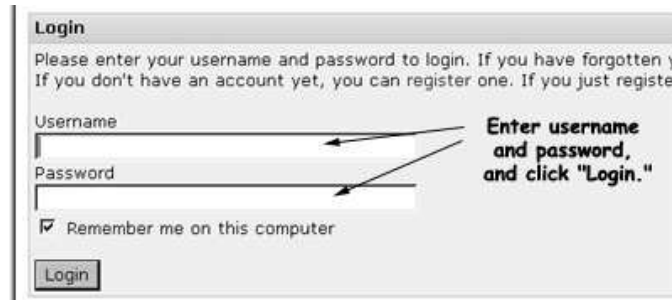 Login
Please enter your username and password to login. If you have forgotten
If you don't have an account yet, you can register one. If you just
Username
Enter username
and password,
and click "Login."
Password
Remember me on this computer
Login